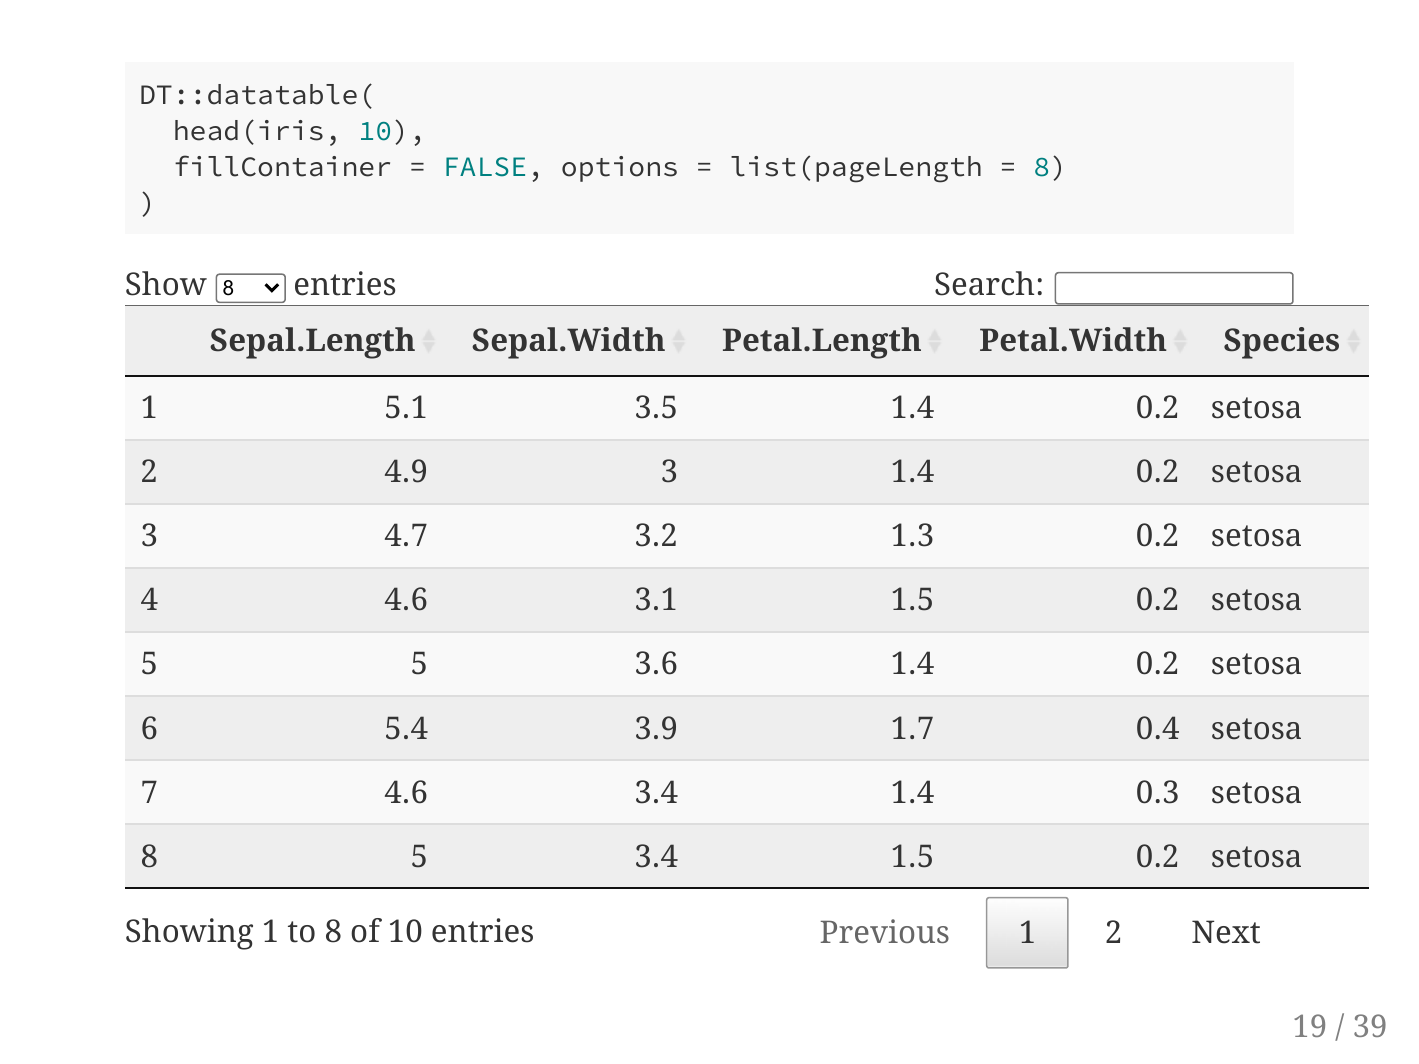 DT::datatable(
  head(iris, 10),
  fillContainer = FALSE, options = list(pageLength = 8)
)
Show 8 entries Search:
Sepal.Length Sepal.Width Petal.Length Petal.Width Species
1 5.1 3.5 1.4 0.2 setosa
2 4.9 3 1.4 0.2 setosa
3 4.7 3.2 1.3 0.2 setosa
4 4.6 3.1 1.5 0.2 setosa
5 5 3.6 1.4 0.2 setosa
6 5.4 3.9 1.7 0.4 setosa
7 4.6 3.4 1.4 0.3 setosa
8 5 3.4 1.5 0.2 setosa
Showing 1 to 8 of 10 entries Previous 1 2 Next
19 / 39